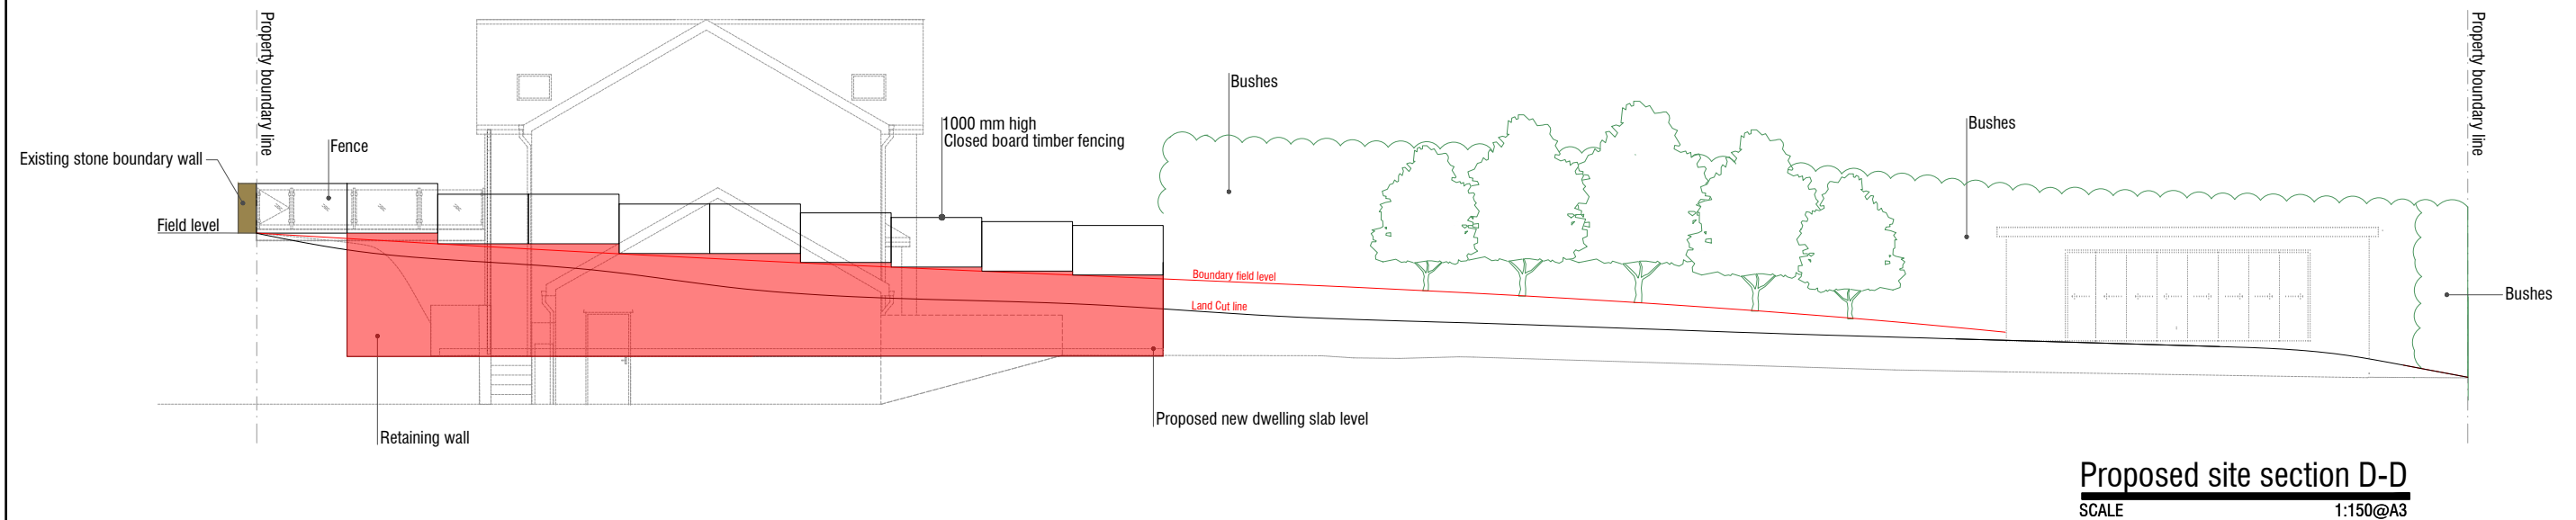 Property boundary line
Property boundary line
Bushes
1000 mm high
Closed board timber fencing
Bushes
Fence
Existing stone boundary wall
Field level
Boundary field level
Land Cut line
Bushes
Proposed new dwelling slab level
Retaining wall
Proposed site section D-D
SCALE 1:150@A3